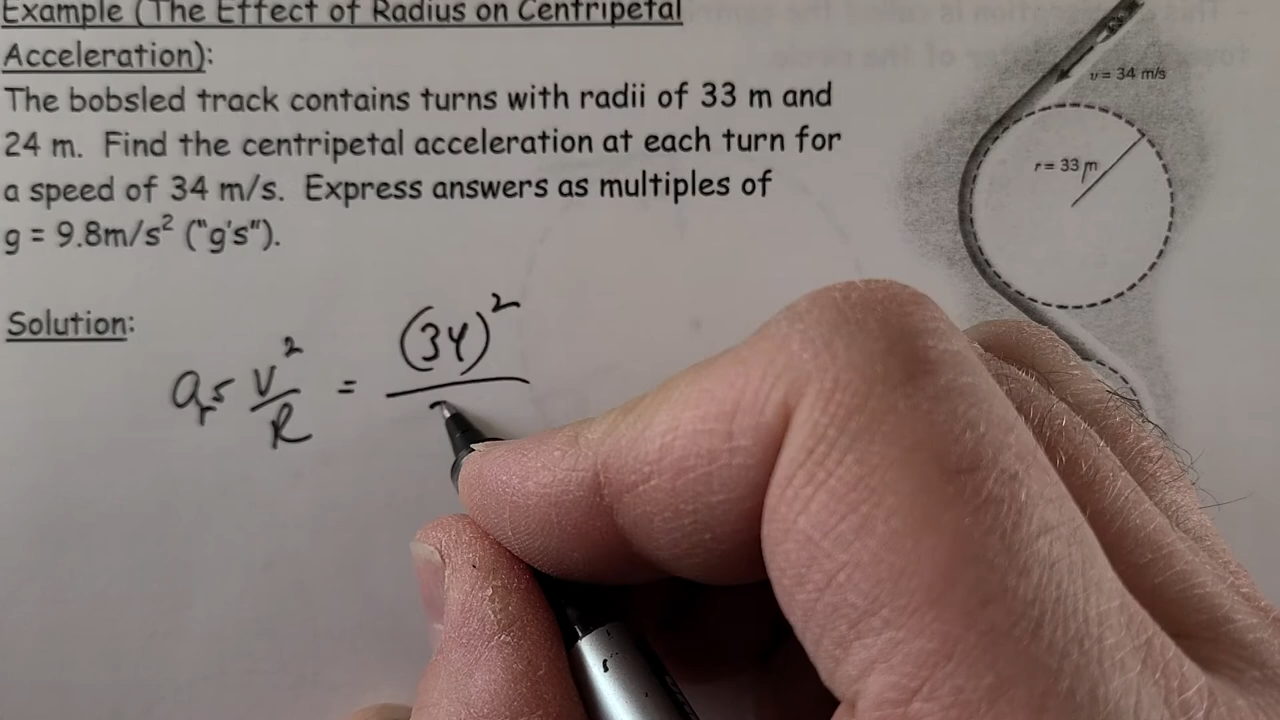 Example (The Effect of Radius on Centripetal
Acceleration):
The bobsled track contains turns with radii of 33 m and
24 m. Find the centripetal acceleration at each turn for
a speed of 34 m/s. Express answers as multiples of
g = 9.8m/s² ("g's").
v = 34 m/s
r = 33 m
Solution:
aᵣ = v²/R = (34)²/